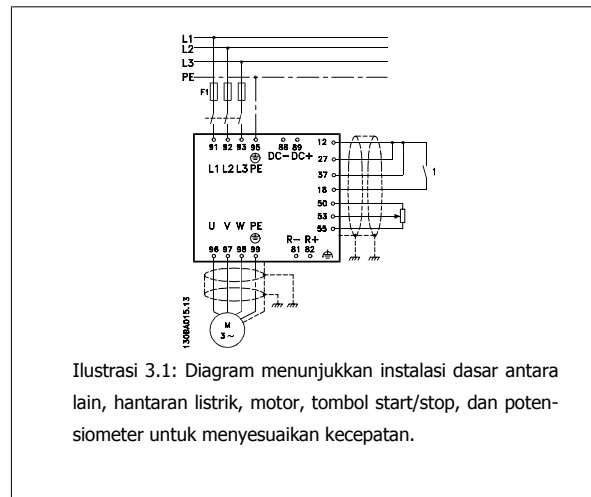 L1
L2
L3
PE
F1
91 92 93 95 88 89 12
DC- DC+
27
L1 L2 L3 PE
37
1
18
50
53
U V W PE
55
R- R+
96 97 98 99 81 82
130BA015.13
M
3~
Ilustrasi 3.1: Diagram menunjukkan instalasi dasar antara
lain, hantaran listrik, motor, tombol start/stop, dan poten-
siometer untuk menyesuaikan kecepatan.